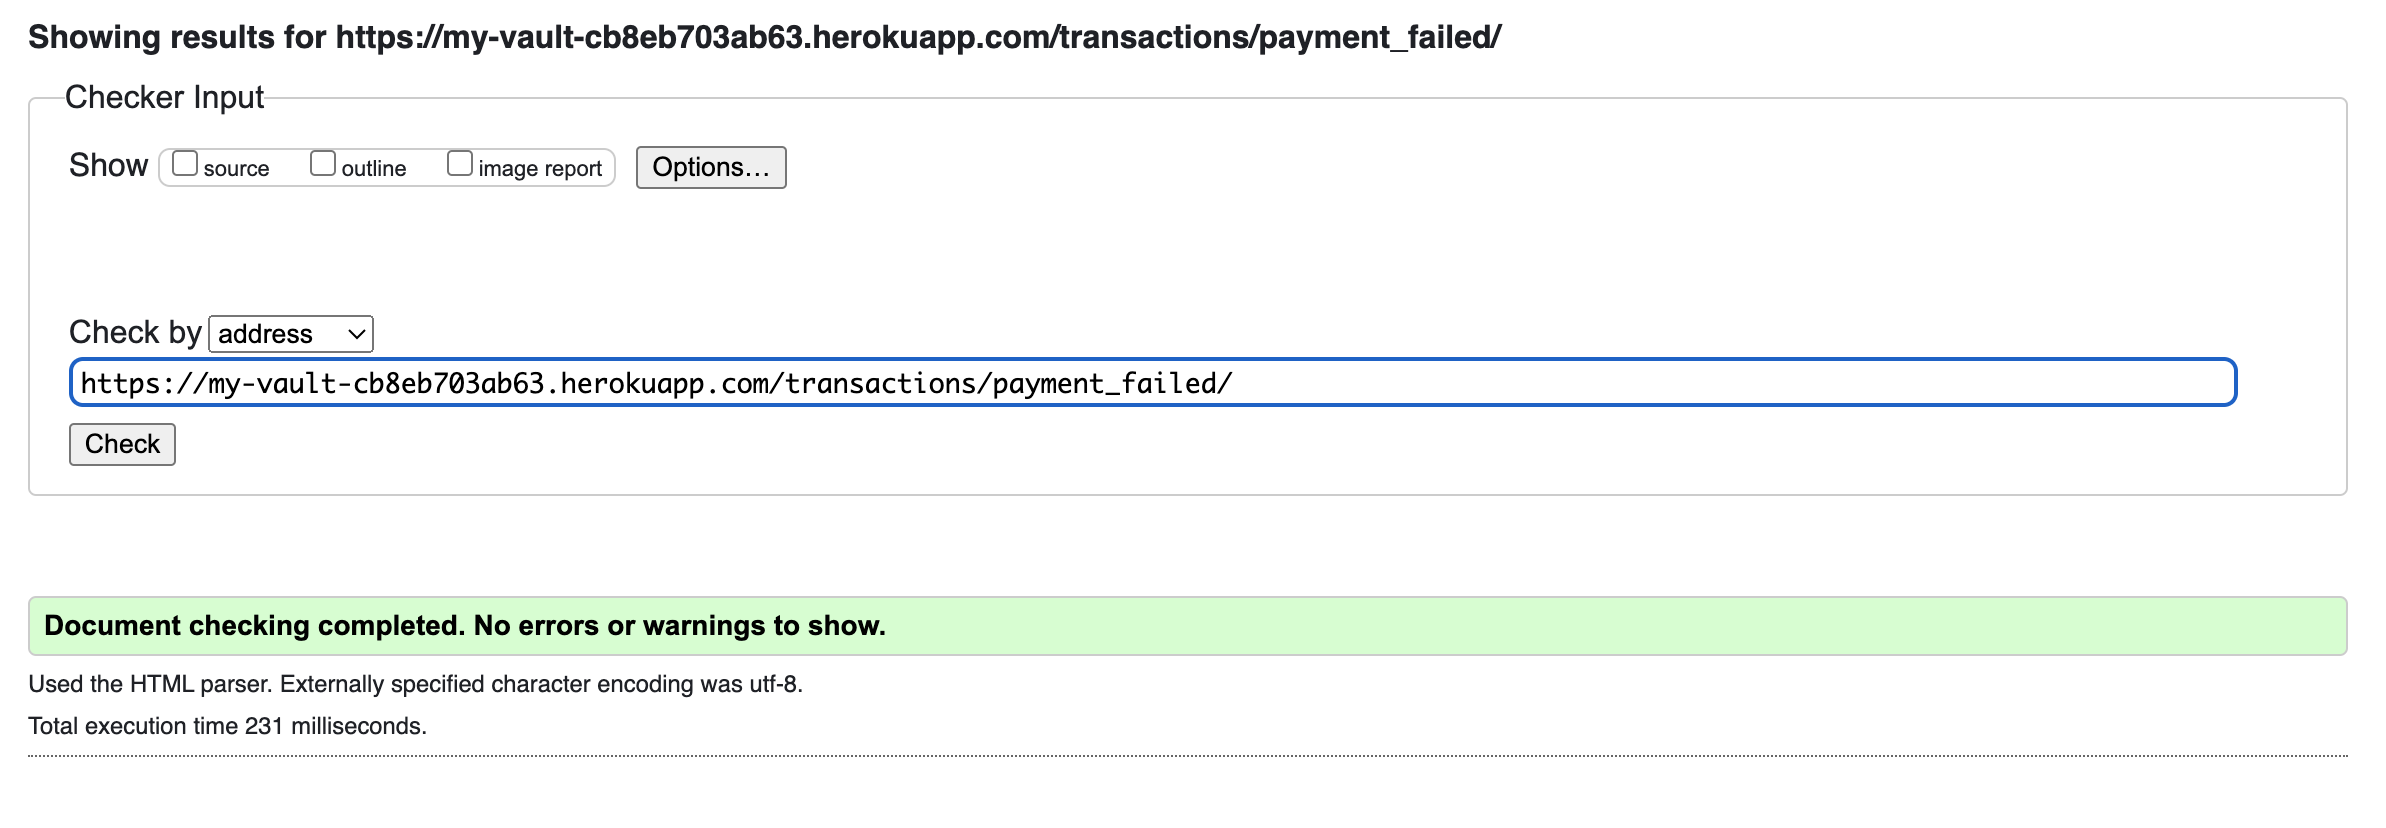 Showing results for https://my-vault-cb8eb703ab63.herokuapp.com/transactions/payment_failed/
Checker Input
Show source outline image report Options...
Check by address
https://my-vault-cb8eb703ab63.herokuapp.com/transactions/payment_failed/
Check
Document checking completed. No errors or warnings to show.
Used the HTML parser. Externally specified character encoding was utf-8.
Total execution time 231 milliseconds.